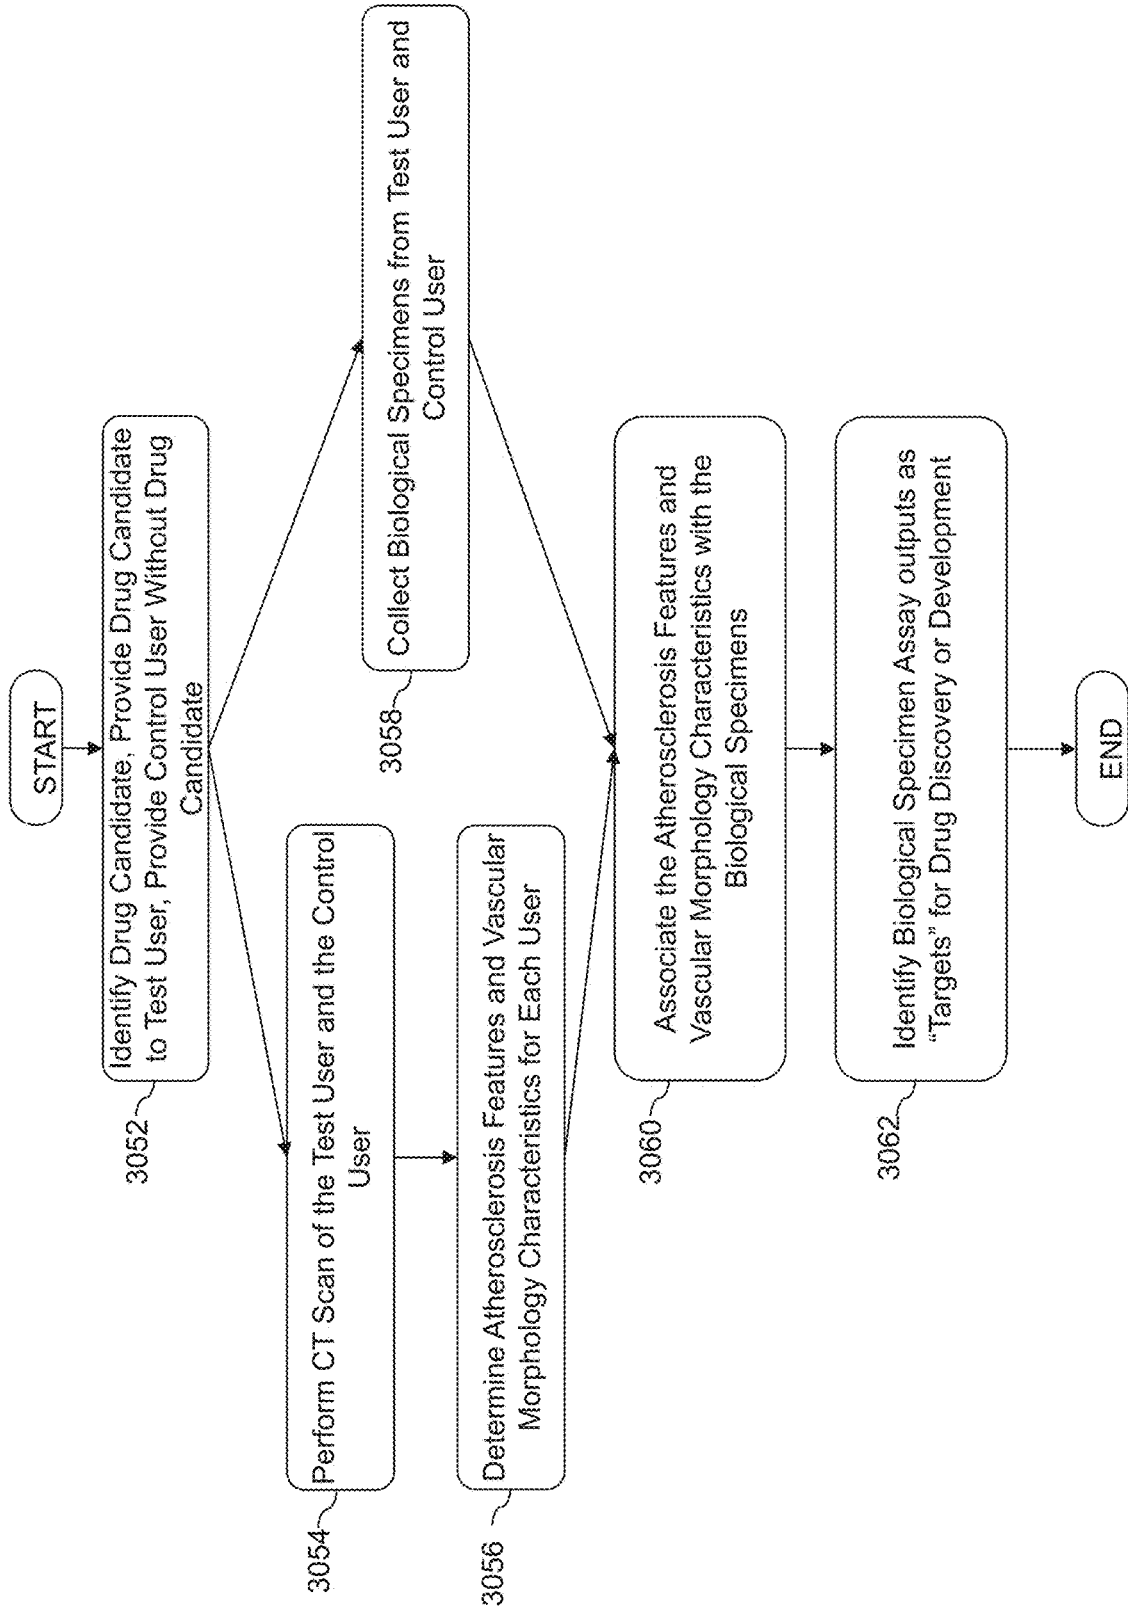 START
Identify Drug Candidate, Provide Drug Candidate
to Test User, Provide Control User Without Drug
Candidate
3052
Perform CT Scan of the Test User and the Control
User
3054
Determine Atherosclerosis Features and Vascular
Morphology Characteristics for Each User
3056
Collect Biological Specimens from Test User and
Control User
3058
Associate the Atherosclerosis Features and
Vascular Morphology Characteristics with the
Biological Specimens
3060
Identify Biological Specimen Assay outputs as
“Targets” for Drug Discovery or Development
3062
END